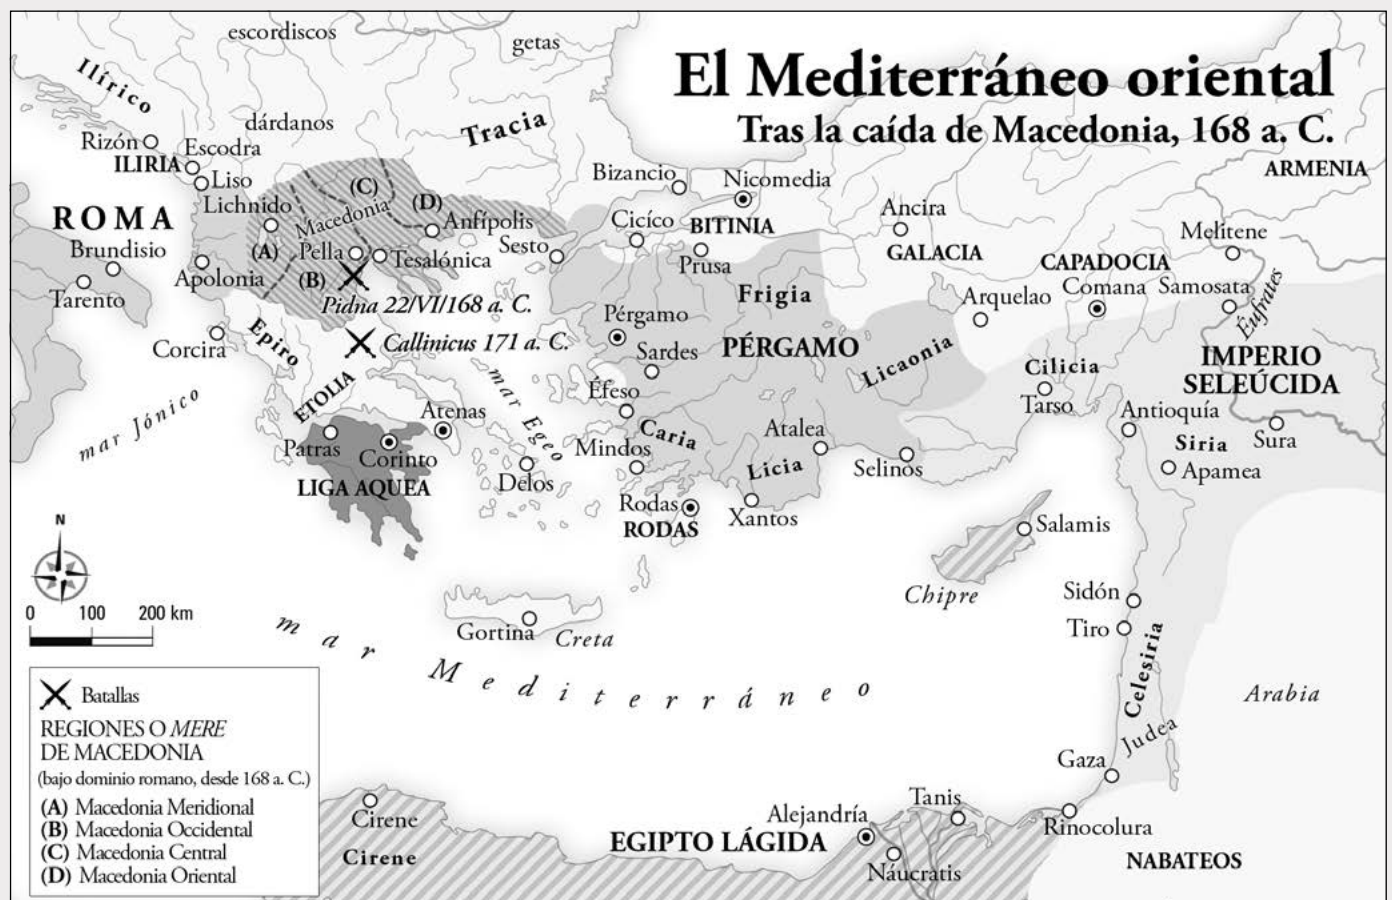 El Mediterráneo oriental
Tras la caída de Macedonia, 168 a. C.
escordiscos
getas
Ilírico
dárdanos
Tracia
Rizón
ILIRIA
Escodra
Liso
Lichnido
ROMA
Brundisio
Tarento
Apolonia
Macedonia
(A)
(B)
(C)
(D)
Pella
Tesalónica
Anfípolis
Sesto
Pidna 22/VI/168 a. C.
Callinicus 171 a. C.
Corcira
Epiro
ETOLIA
mar Jónico
mar Egeo
Patras
Corinto
Atenas
LIGA AQUEA
Delos
Bizancio
Nicomedia
Cicíco
BITINIA
Prusa
Ancira
GALACIA
ARMENIA
Melitene
CAPADOCIA
Comana
Samosata
Éufrates
Arquelao
Frigia
Pérgamo
Sardes
PÉRGAMO
Licaonia
Éfeso
Mindos
Caria
Atalea
Licia
Selinos
Cilicia
Tarso
IMPERIO
SELEÚCIDA
Antioquía
Siria
Sura
Apamea
Rodas
RODAS
Xantos
Salamis
Chipre
Sidón
Tiro
Celesiria
Judea
Arabia
Gaza
Gortina
Creta
mar Mediterráneo
N
0 100 200 km
Batallas
REGIONES O MERE
DE MACEDONIA
(bajo dominio romano, desde 168 a. C.)
(A) Macedonia Meridional
(B) Macedonia Occidental
(C) Macedonia Central
(D) Macedonia Oriental
Cirene
Cirene
EGIPTO LÁGIDA
Alejandría
Tanis
Náucratis
Rinocolura
NABATEOS